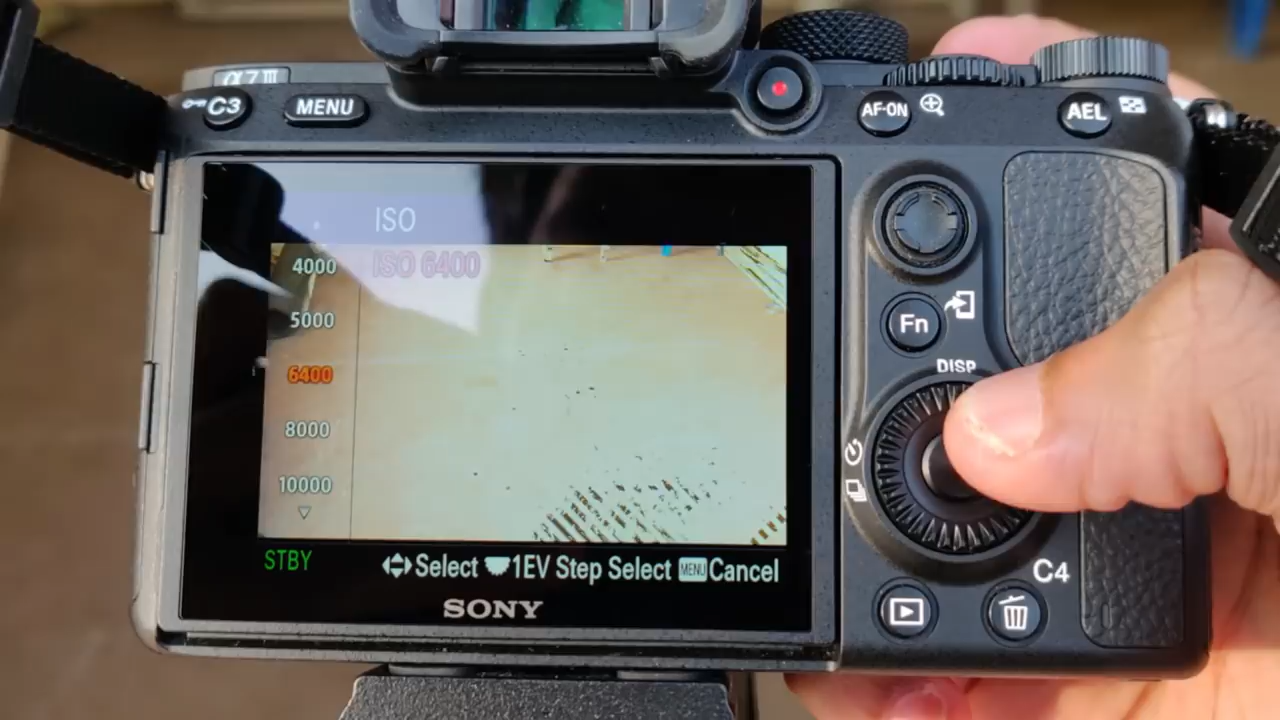 α7III
C3
MENU
AF-ON
AEL
ISO
ISO 6400
4000
5000
6400
8000
10000
Fn
DISP
STBY
Select 1EV Step Select MENU Cancel
SONY
C4